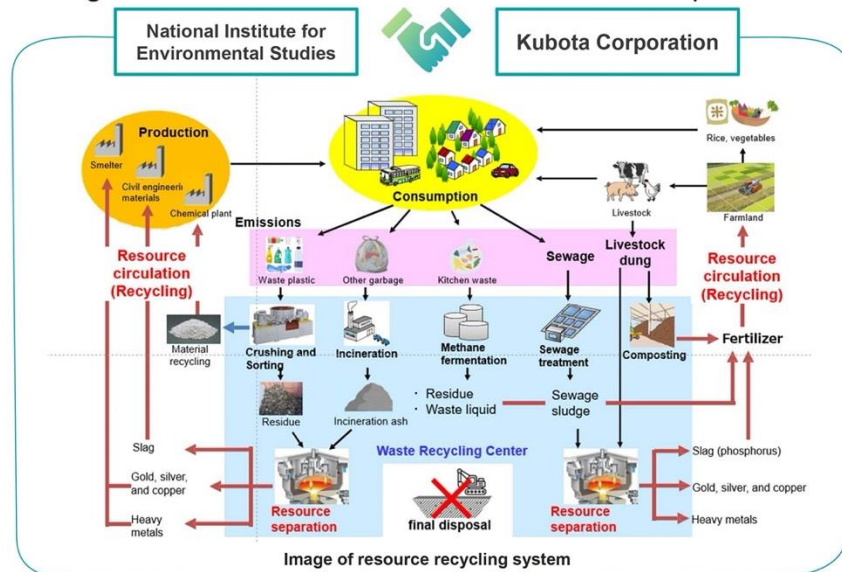 National Institute for
Environmental Studies
Kubota Corporation
Production
Smelter
Civil engineeri
materials
Chemical plant
Consumption
Rice, vegetables
Livestock
Farmland
Emissions
Waste plastic
Other garbage
Kitchen waste
Sewage
Livestock
dung
Resource
circulation
(Recycling)
Resource
circulation
(Recycling)
Material
recycling
Crushing and
Sorting
Incineration
Methane
fermentation
Sewage
treatment
Composting
Fertilizer
Residue
Incineration ash
· Residue
· Waste liquid
Sewage
sludge
Waste Recycling Center
Slag
Gold, silver,
and copper
Heavy
metals
Resource
separation
final disposal
Resource
separation
Slag (phosphorus)
Gold, silver, and copper
Heavy metals
Image of resource recycling system